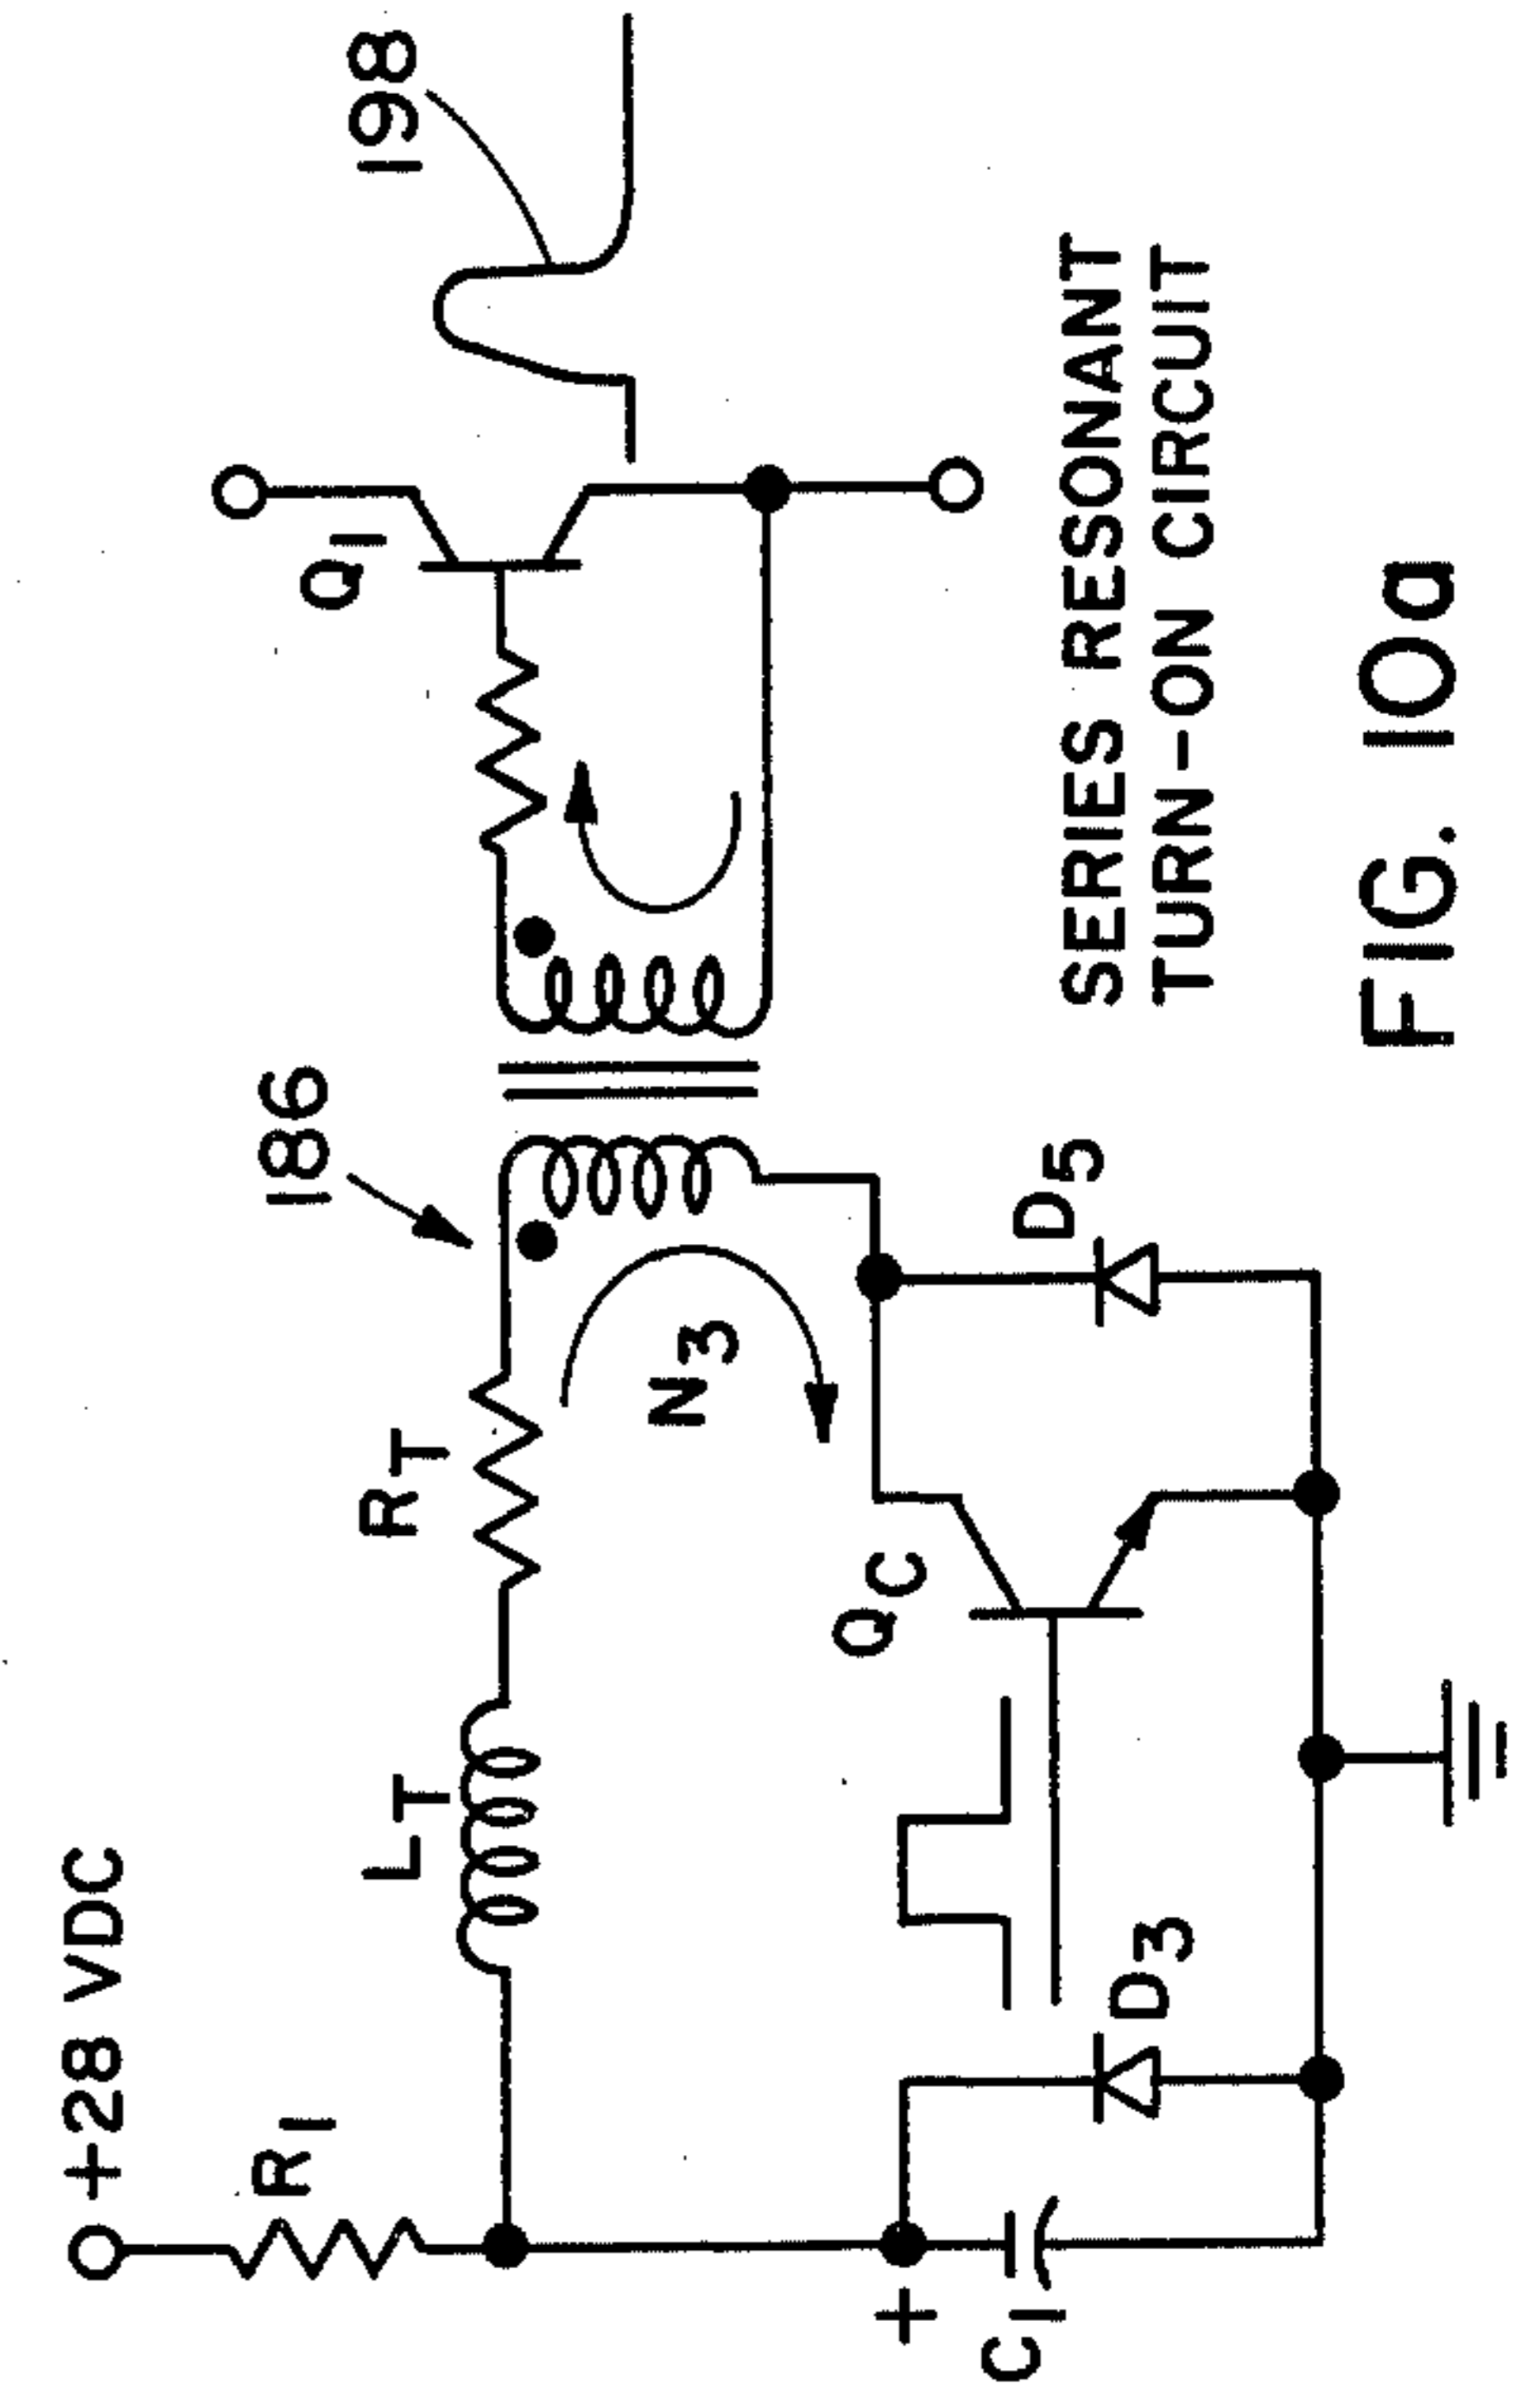 +28 VDC
R1
LT
RT
186
Q1
198
N3
QC
D5
D3
+
C1
SERIES RESONANT
TURN-ON CIRCUIT
FIG. 10a